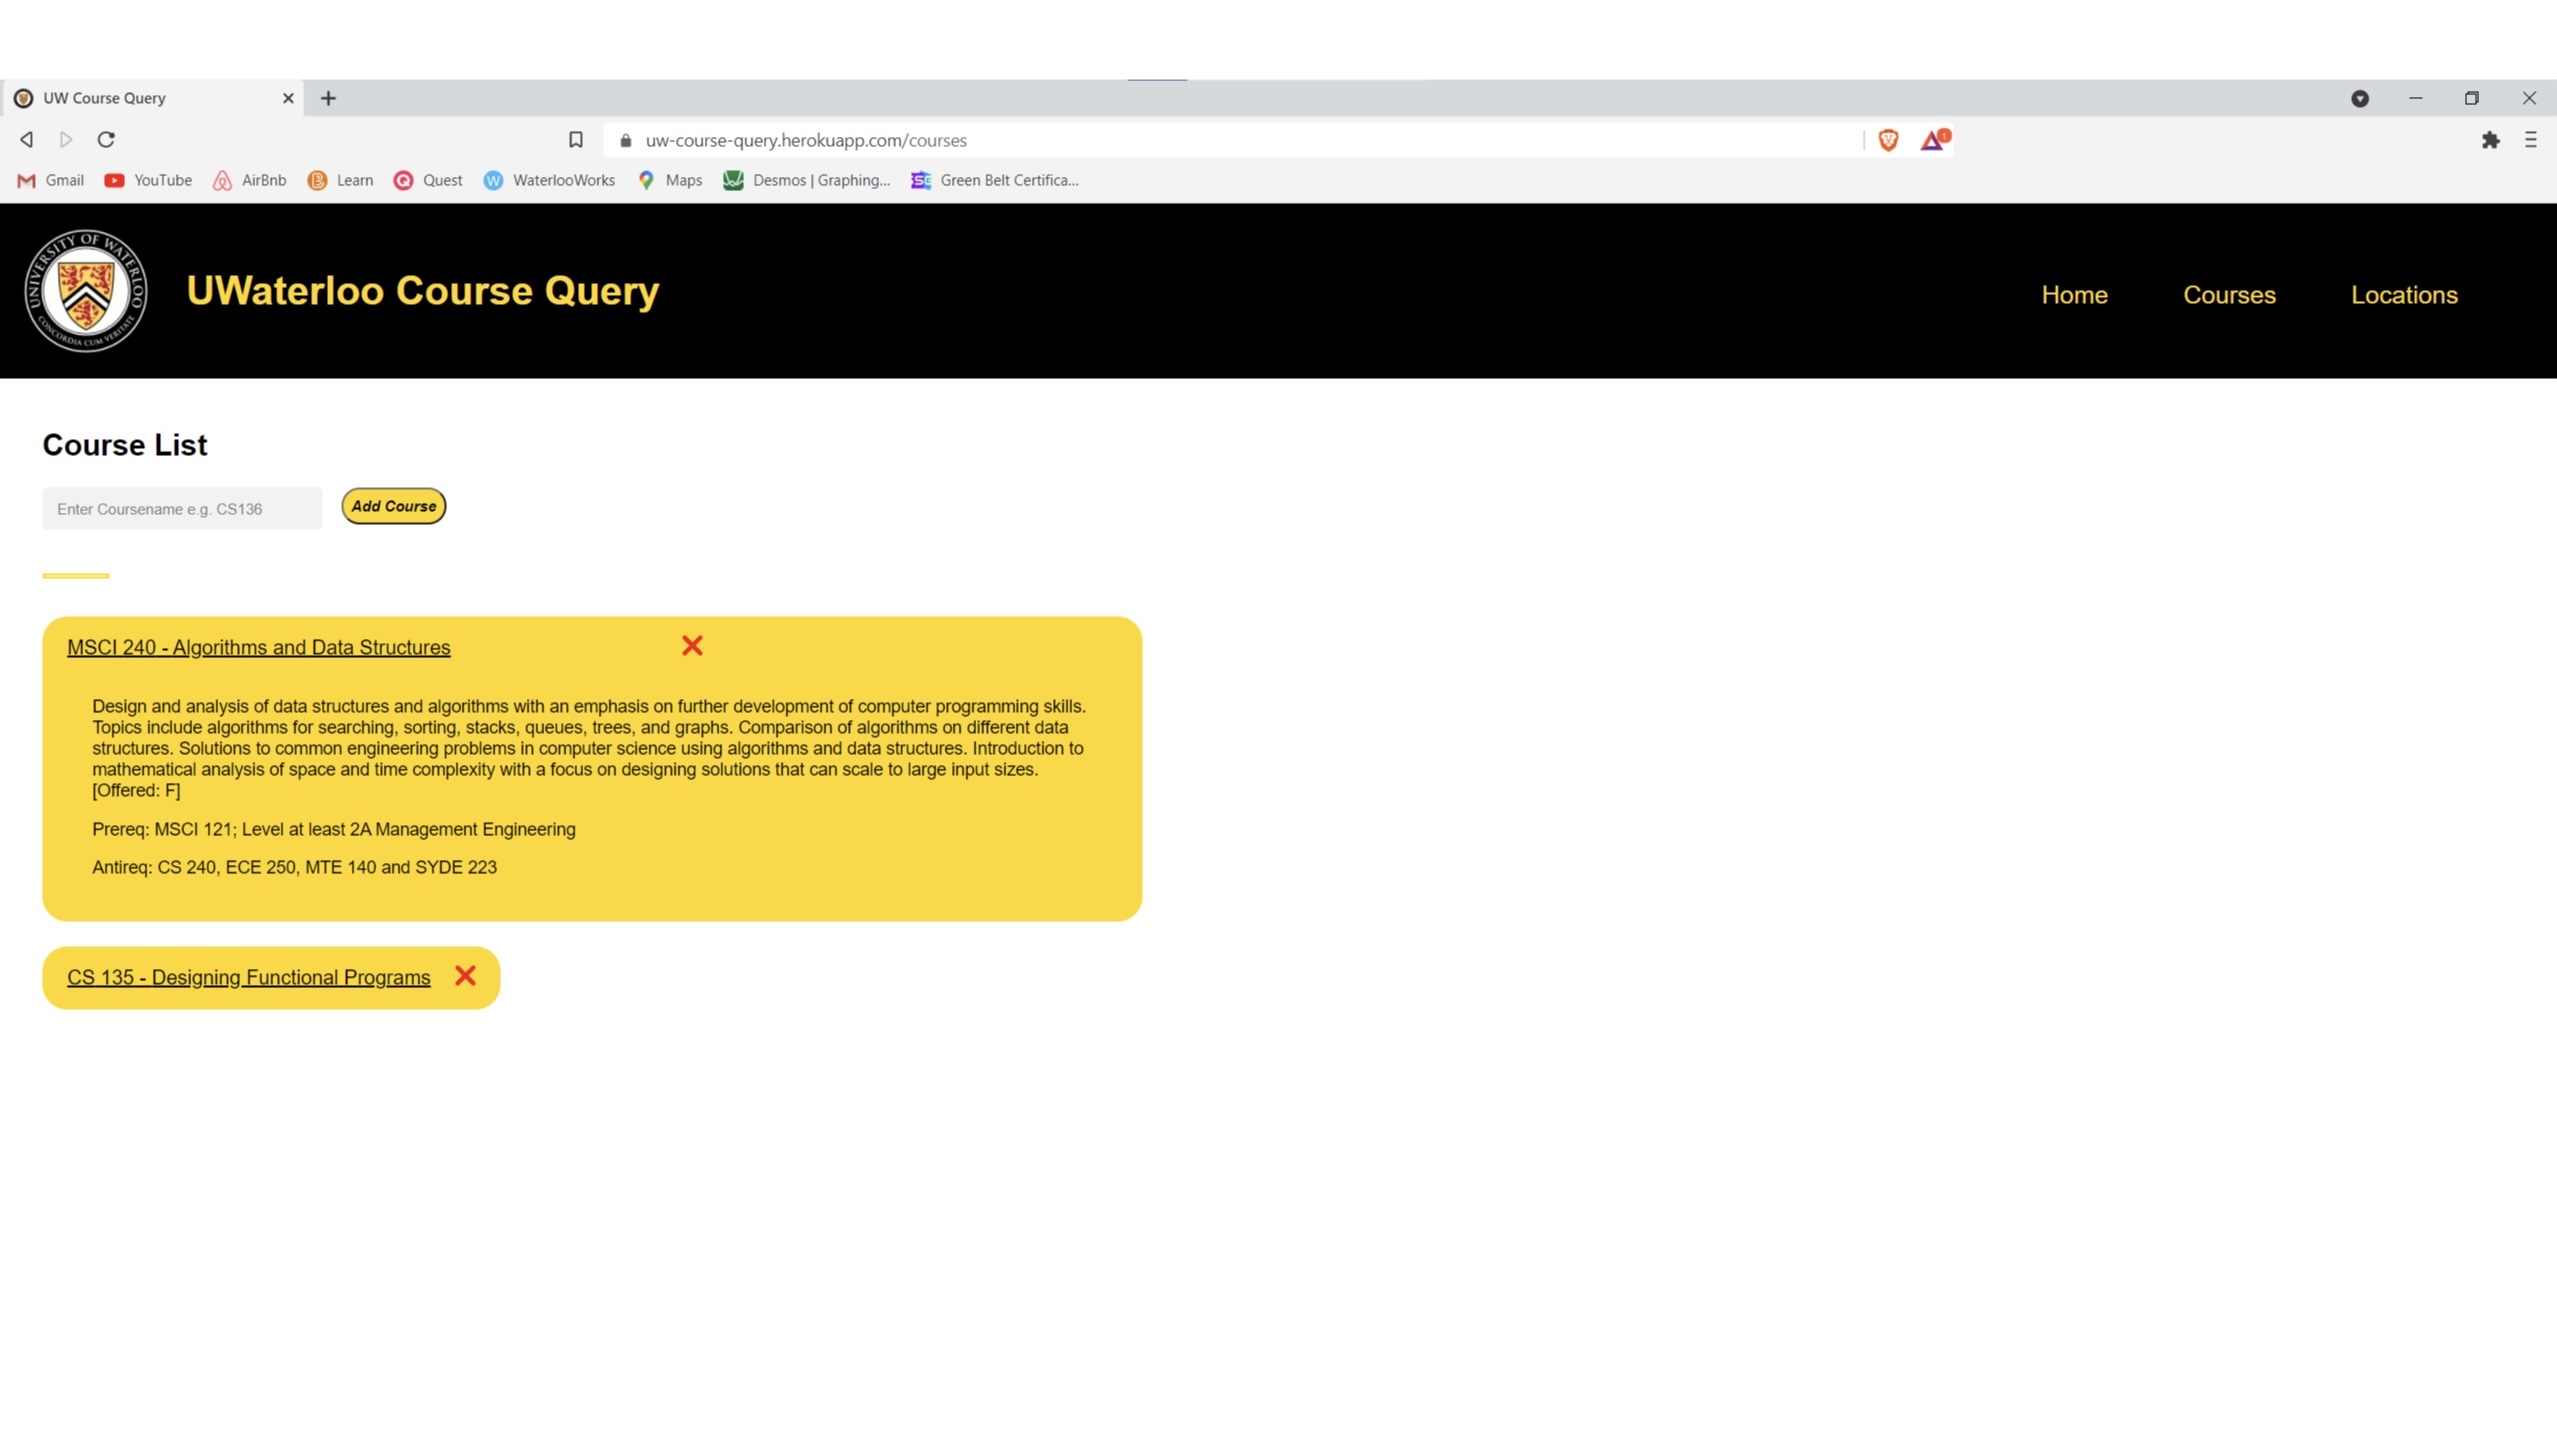 UW Course Query
uw-course-query.herokuapp.com/courses
1
Gmail YouTube AirBnb Learn Quest WaterlooWorks Maps Desmos | Graphing... Green Belt Certifica...
UNIVERSITY OF WATERLOO
CONCORDIA CUM VERITATE
UWaterloo Course Query
Home Courses Locations
Course List
Enter Coursename e.g. CS136 Add Course
MSCI 240 - Algorithms and Data Structures
Design and analysis of data structures and algorithms with an emphasis on further development of computer programming skills.
Topics include algorithms for searching, sorting, stacks, queues, trees, and graphs. Comparison of algorithms on different data
structures. Solutions to common engineering problems in computer science using algorithms and data structures. Introduction to
mathematical analysis of space and time complexity with a focus on designing solutions that can scale to large input sizes.
[Offered: F]
Prereq: MSCI 121; Level at least 2A Management Engineering
Antireq: CS 240, ECE 250, MTE 140 and SYDE 223
CS 135 - Designing Functional Programs